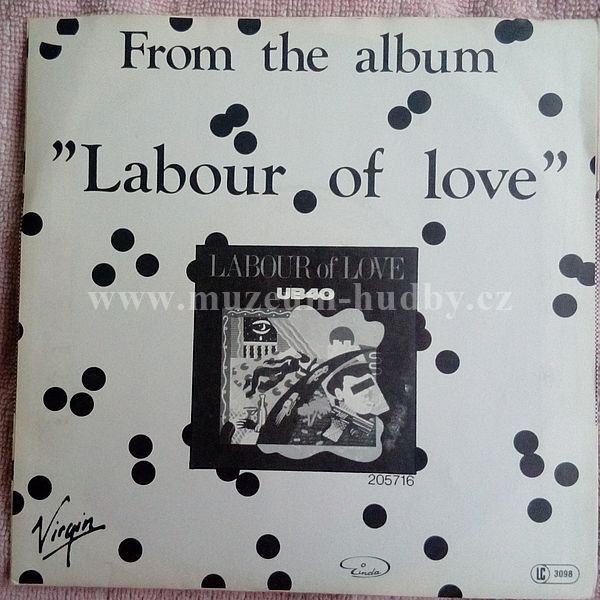 From the album
”Labour of love”
LABOUR of LOVE
UB40
www.muzeum-hudby.cz
205716
Virgin
LC 3098